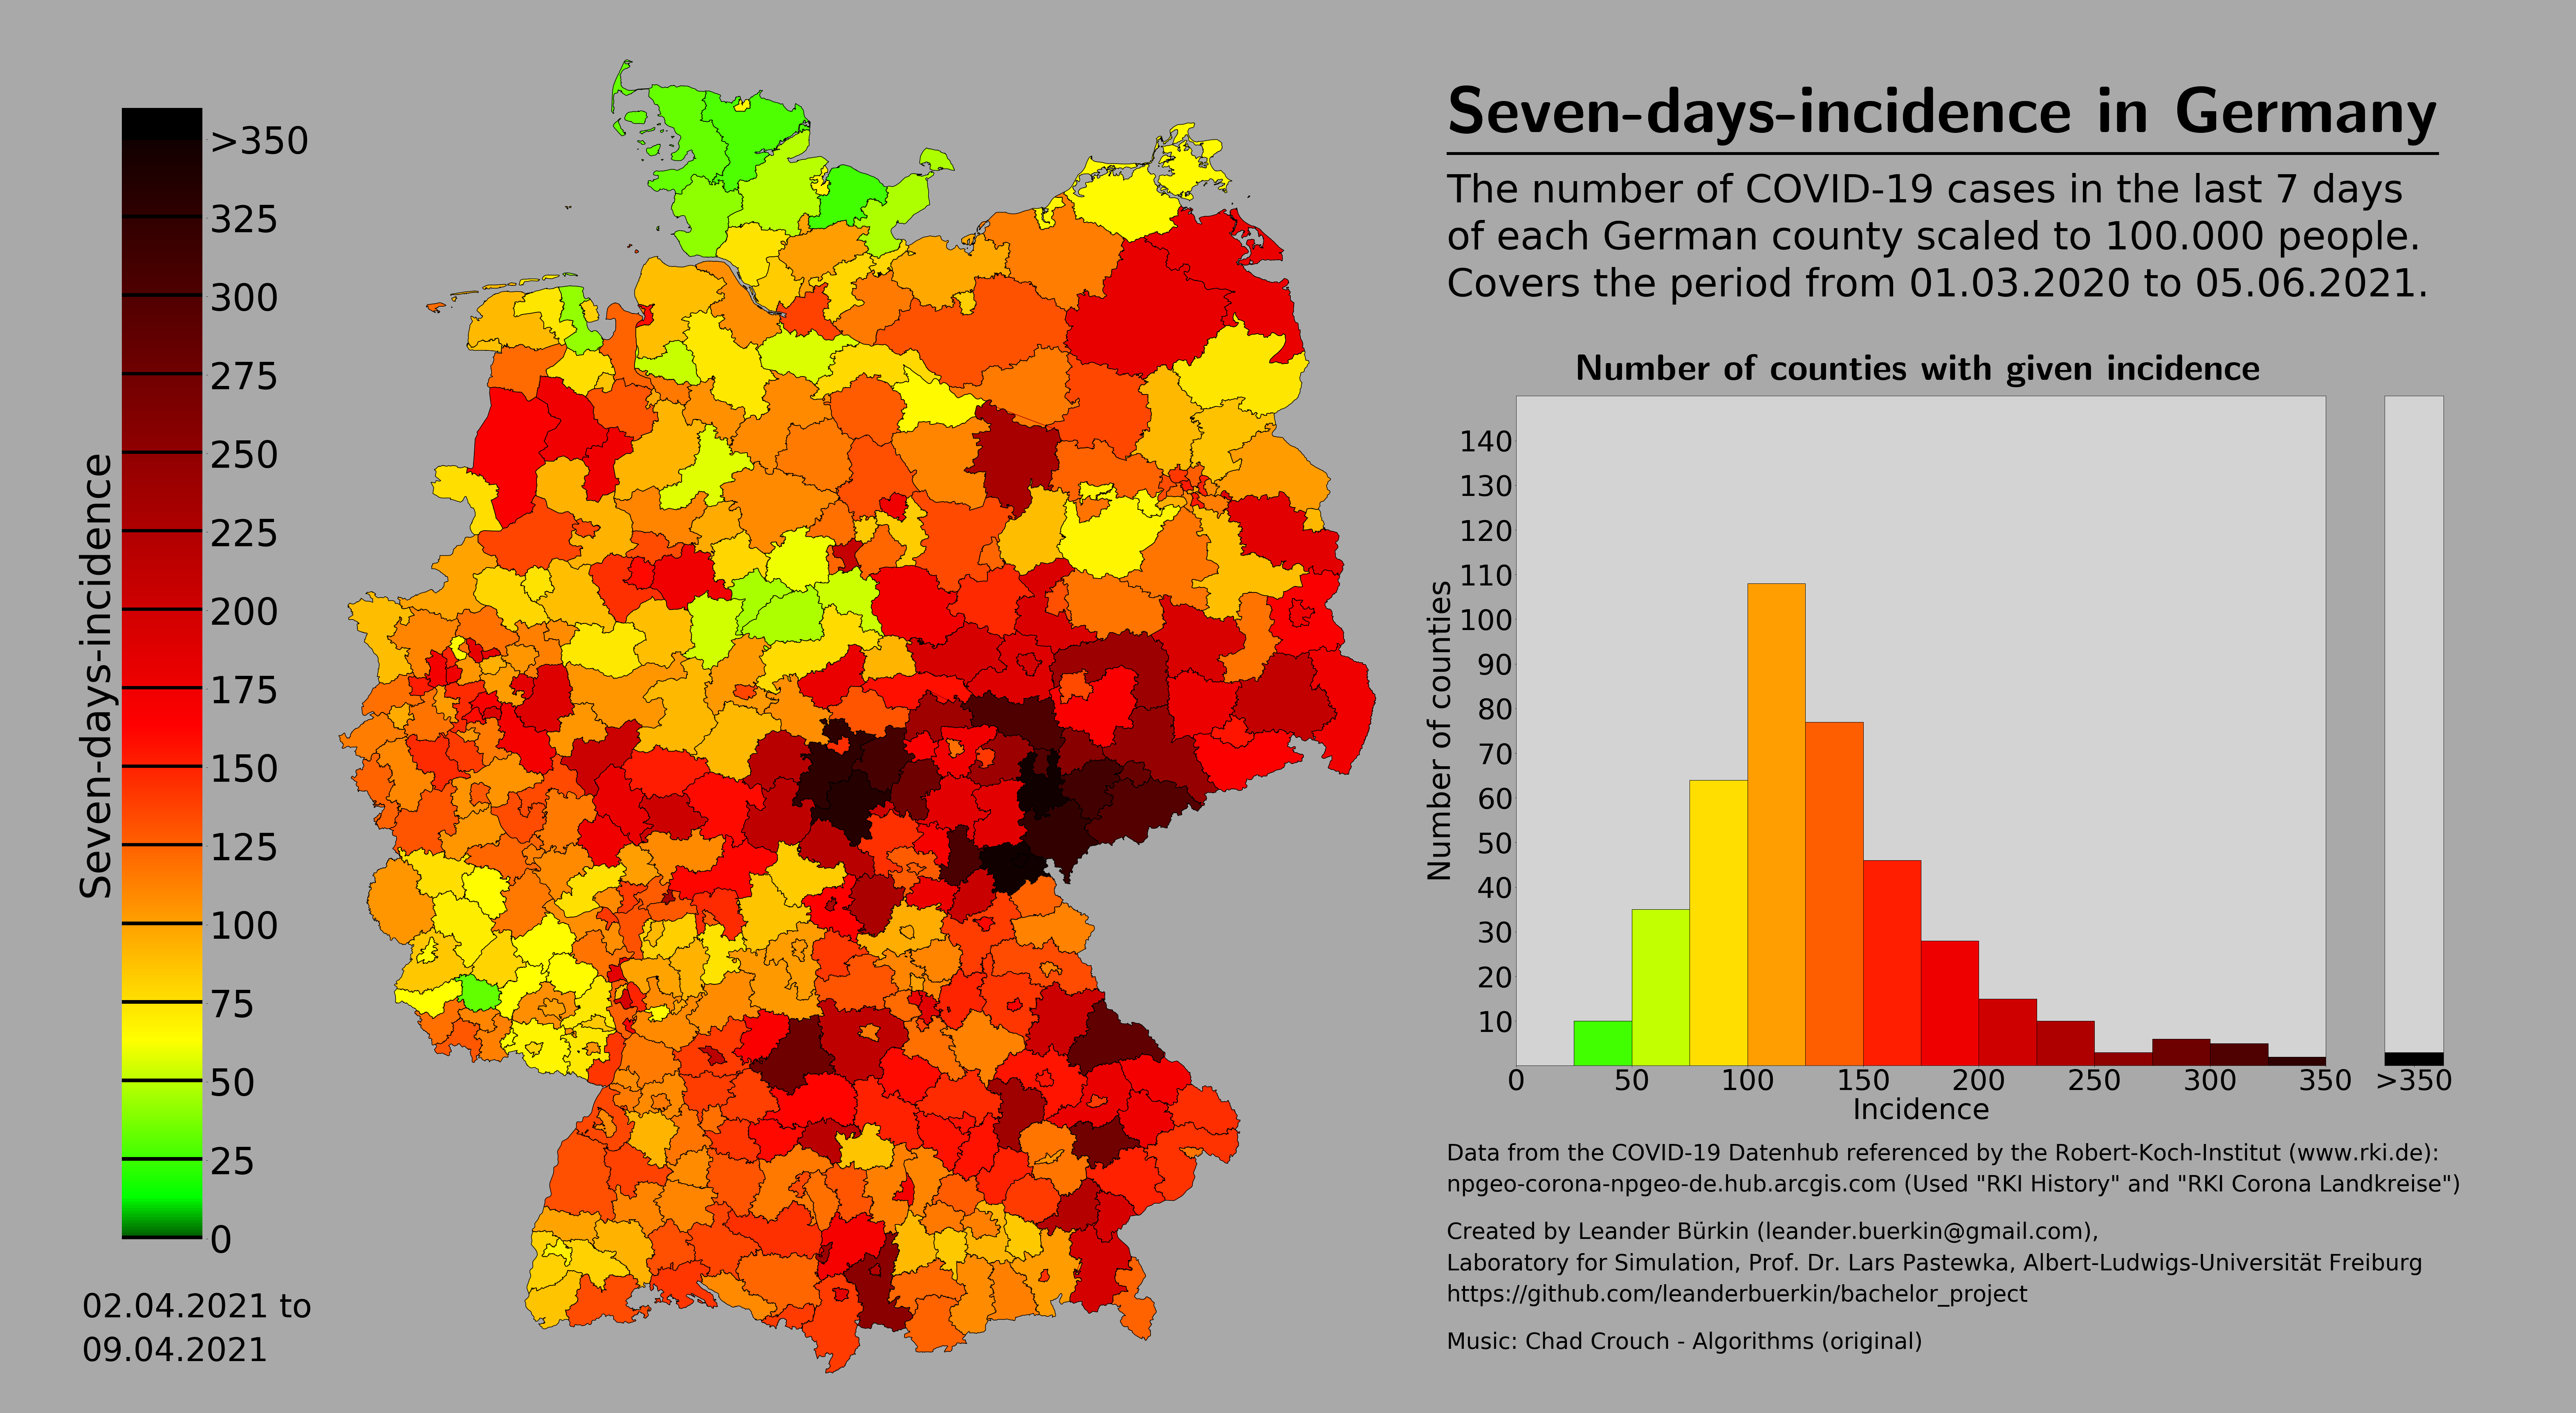 Seven-days-incidence in Germany
The number of COVID-19 cases in the last 7 days
of each German county scaled to 100.000 people.
Covers the period from 01.03.2020 to 05.06.2021.
Seven-days-incidence
>350
325
300
275
250
225
200
175
150
125
100
75
50
25
0
02.04.2021 to
09.04.2021
Number of counties with given incidence
Number of counties
140
130
120
110
100
90
80
70
60
50
40
30
20
10
0 50 100 150 200 250 300 350 >350
Incidence
Data from the COVID-19 Datenhub referenced by the Robert-Koch-Institut (www.rki.de):
npgeo-corona-npgeo-de.hub.arcgis.com (Used "RKI History" and "RKI Corona Landkreise")
Created by Leander Bürkin (leander.buerkin@gmail.com),
Laboratory for Simulation, Prof. Dr. Lars Pastewka, Albert-Ludwigs-Universität Freiburg
https://github.com/leanderbuerkin/bachelor_project
Music: Chad Crouch - Algorithms (original)